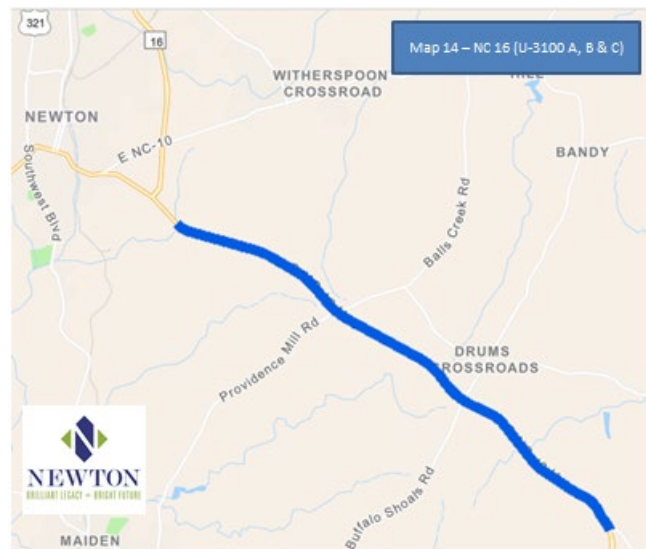 321
16
Map 14 – NC 16 (U-3100 A, B & C)
WITHERSPOON
CROSSROAD
NEWTON
E NC-10
BANDY
Southwest Blvd
Balls Creek Rd
Providence Mill Rd
DRUMS
CROSSROADS
NEWTON
BRILLIANT LEGACY BRIGHT FUTURE
Buffalo Shoals Rd
MAIDEN